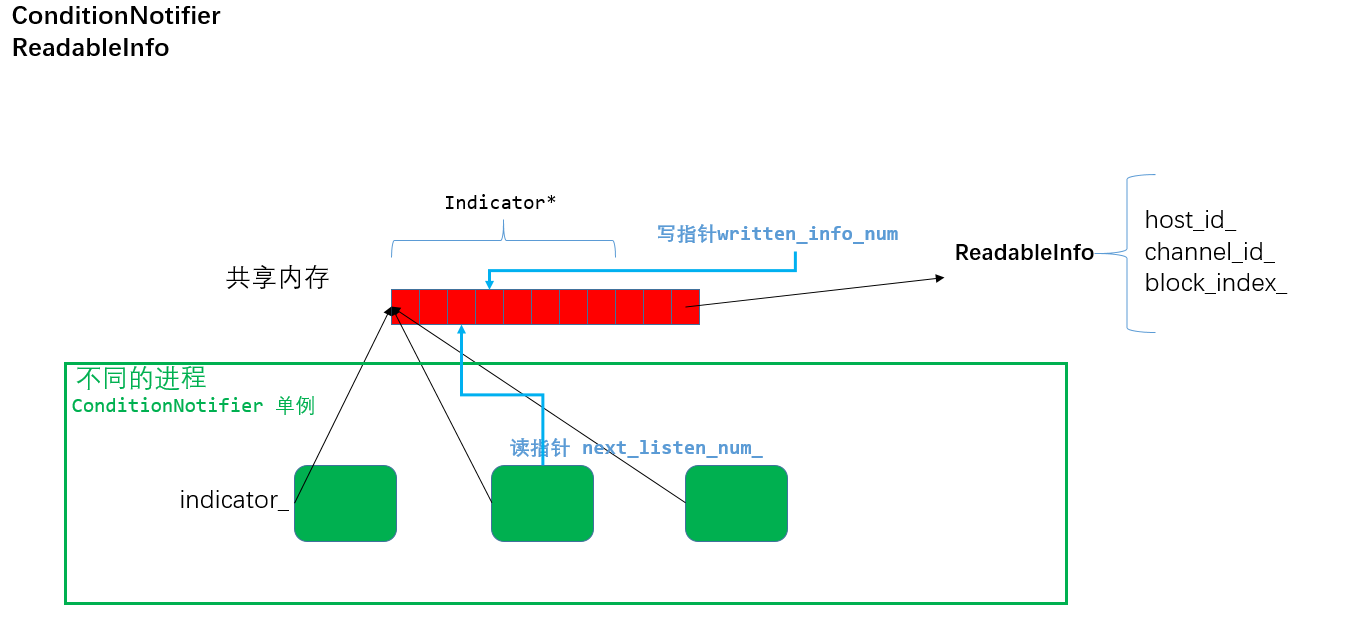 ConditionNotifier
ReadableInfo
Indicator*
写指针written_info_num
共享内存
ReadableInfo
host_id_
channel_id_
block_index_
不同的进程
ConditionNotifier 单例
读指针 next_listen_num_
indicator_